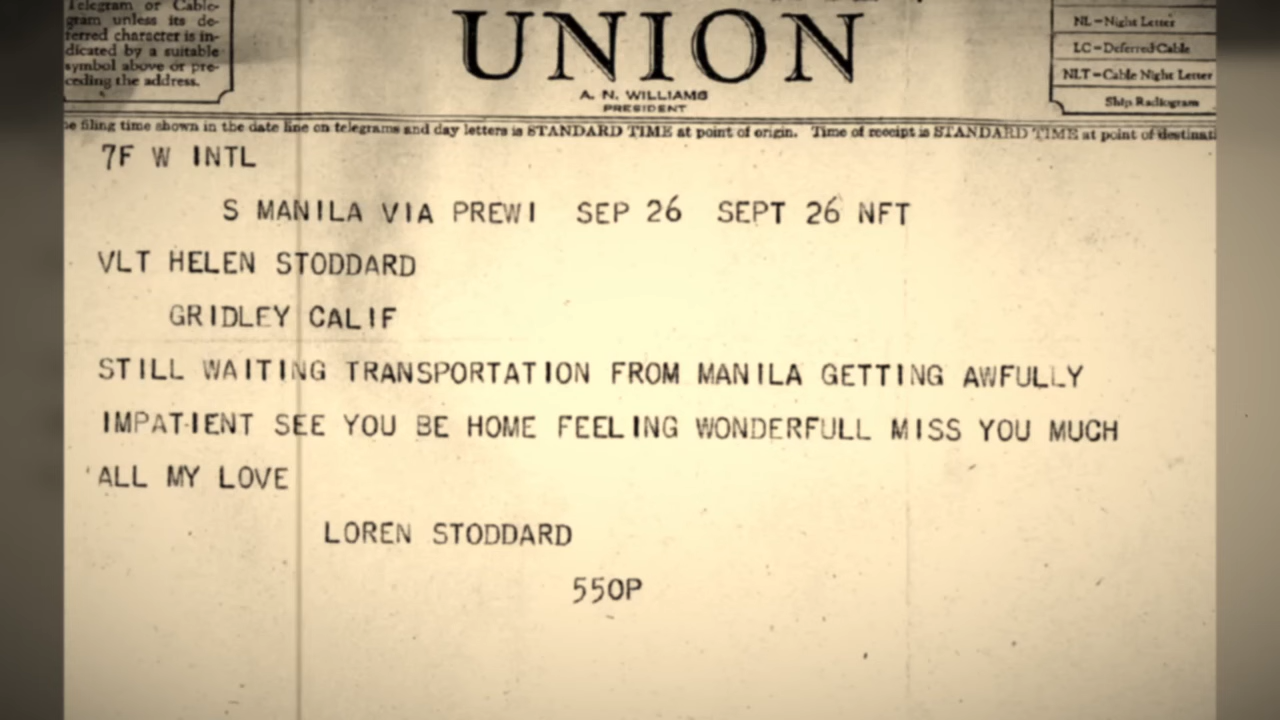 Telegram or Cable-
gram unless its de-
ferred character is in-
dicated by a suitable
symbol above or pre-
ceding the address.
UNION
A. N. WILLIAMS
PRESIDENT
NL=Night Letter
LC=Deferred Cable
NLT=Cable Night Letter
Ship Radiogram
filing time shown in the date line on telegrams and day letters is STANDARD TIME at point of origin. Time of receipt is STANDARD TIME at point of destinati
7F W INTL
S MANILA VIA PREWI SEP 26 SEPT 26 NFT
VLT HELEN STODDARD
GRIDLEY CALIF
STILL WAITING TRANSPORTATION FROM MANILA GETTING AWFULLY
IMPATIENT SEE YOU BE HOME FEELING WONDERFULL MISS YOU MUCH
ALL MY LOVE
LOREN STODDARD
550P